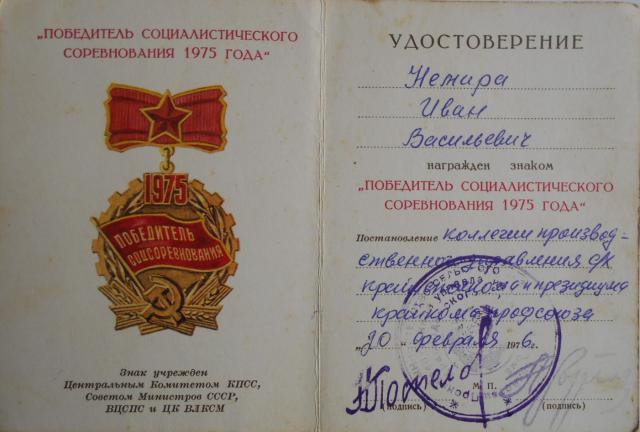 „ПОБЕДИТЕЛЬ СОЦИАЛИСТИЧЕСКОГО
СОРЕВНОВАНИЯ 1975 ГОДА“
1975
ПОБЕДИТЕЛЬ
СОЦСОРЕВНОВАНИЯ
Знак учрежден
Центральным Комитетом КПСС,
Советом Министров СССР,
ВЦСПС и ЦК ВЛКСМ
УДОСТОВЕРЕНИЕ
Немира
Иван
Васильевич
награжден знаком
„ПОБЕДИТЕЛЬ СОЦИАЛИСТИЧЕСКОГО
СОРЕВНОВАНИЯ 1975 ГОДА“
Постановление коллегии производ-
ственного управления с/х
и президиума
крайкома профсоюза
„20“ февраля 1976 г.
М. П.
(подпись) (подпись)